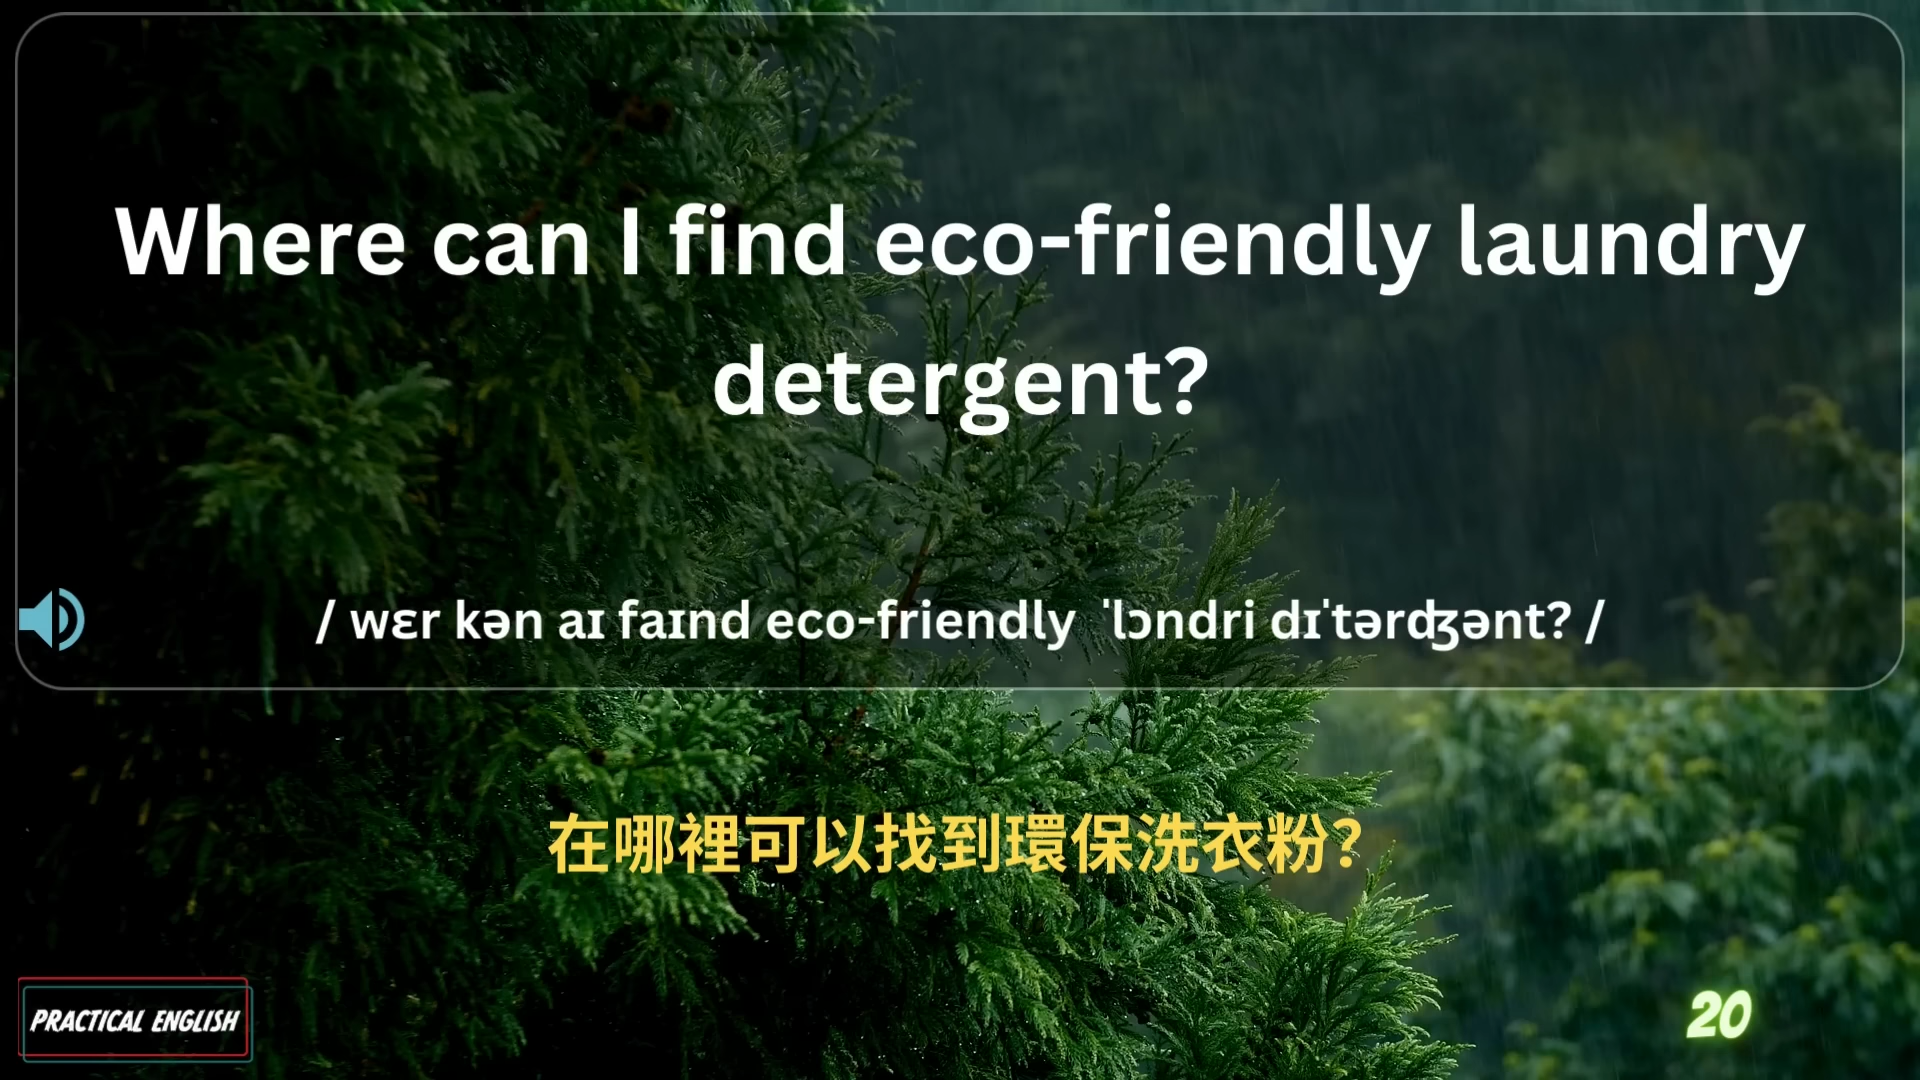 Where can I find eco-friendly laundry
detergent?
/ wɛr kən aɪ faɪnd eco-friendly ˈlɔndri dɪˈtərʤənt? /
在哪裡可以找到環保洗衣粉?
PRACTICAL ENGLISH
20